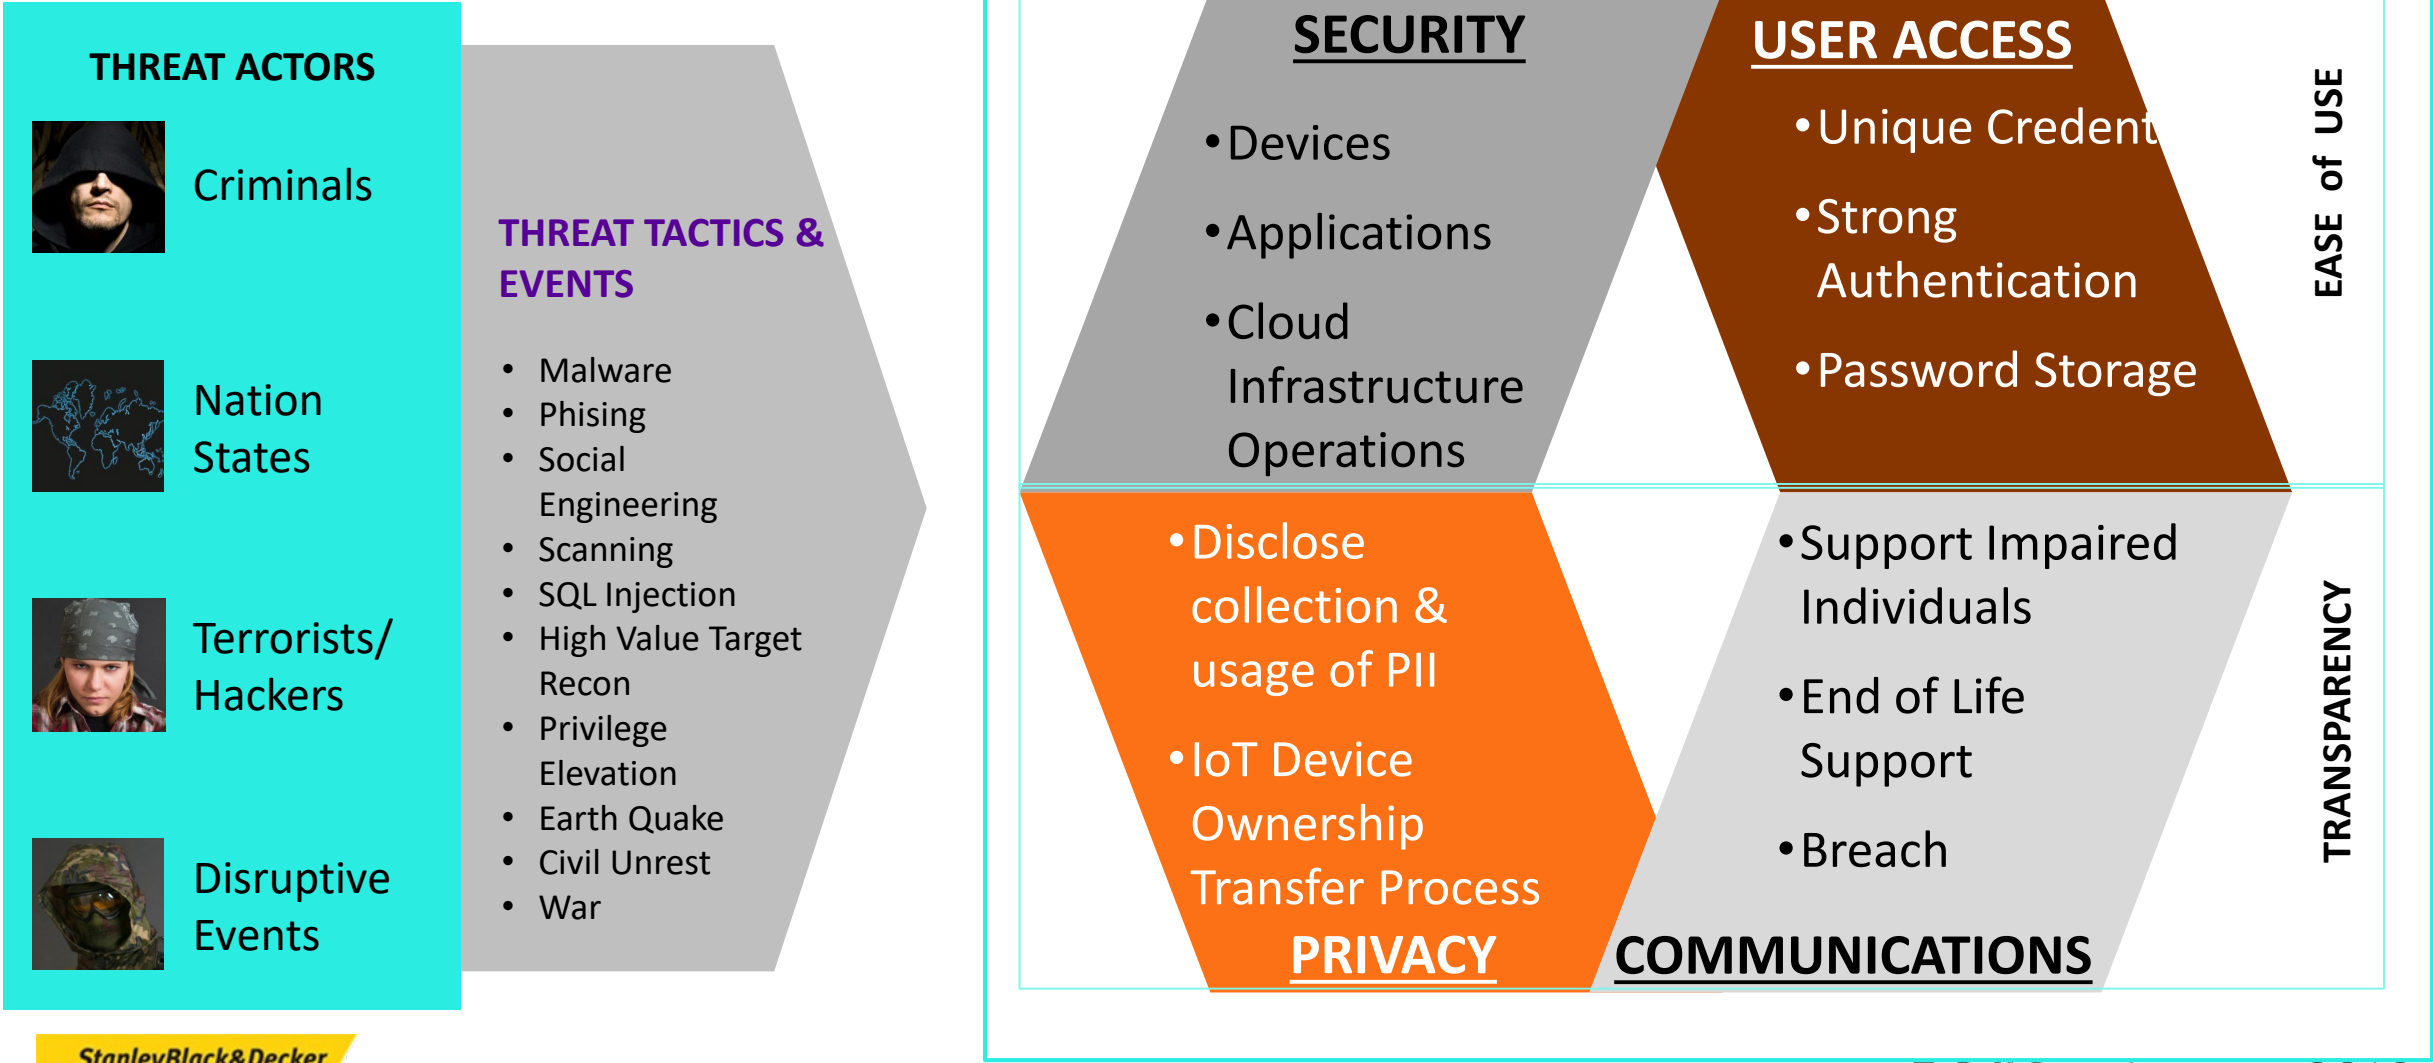 THREAT ACTORS
Criminals
Nation
States
Terrorists/
Hackers
Disruptive
Events
THREAT TACTICS &
EVENTS
• Malware
• Phising
• Social
Engineering
• Scanning
• SQL Injection
• High Value Target
Recon
• Privilege
Elevation
• Earth Quake
• Civil Unrest
• War
SECURITY
•Devices
•Applications
•Cloud
Infrastructure
Operations
USER ACCESS
•Unique Credent
•Strong
Authentication
•Password Storage
EASE of USE
•Disclose
collection &
usage of PII
•IoT Device
Ownership
Transfer Process
PRIVACY
•Support Impaired
Individuals
•End of Life
Support
•Breach
COMMUNICATIONS
TRANSPARENCY
StanleyBlack&Decker